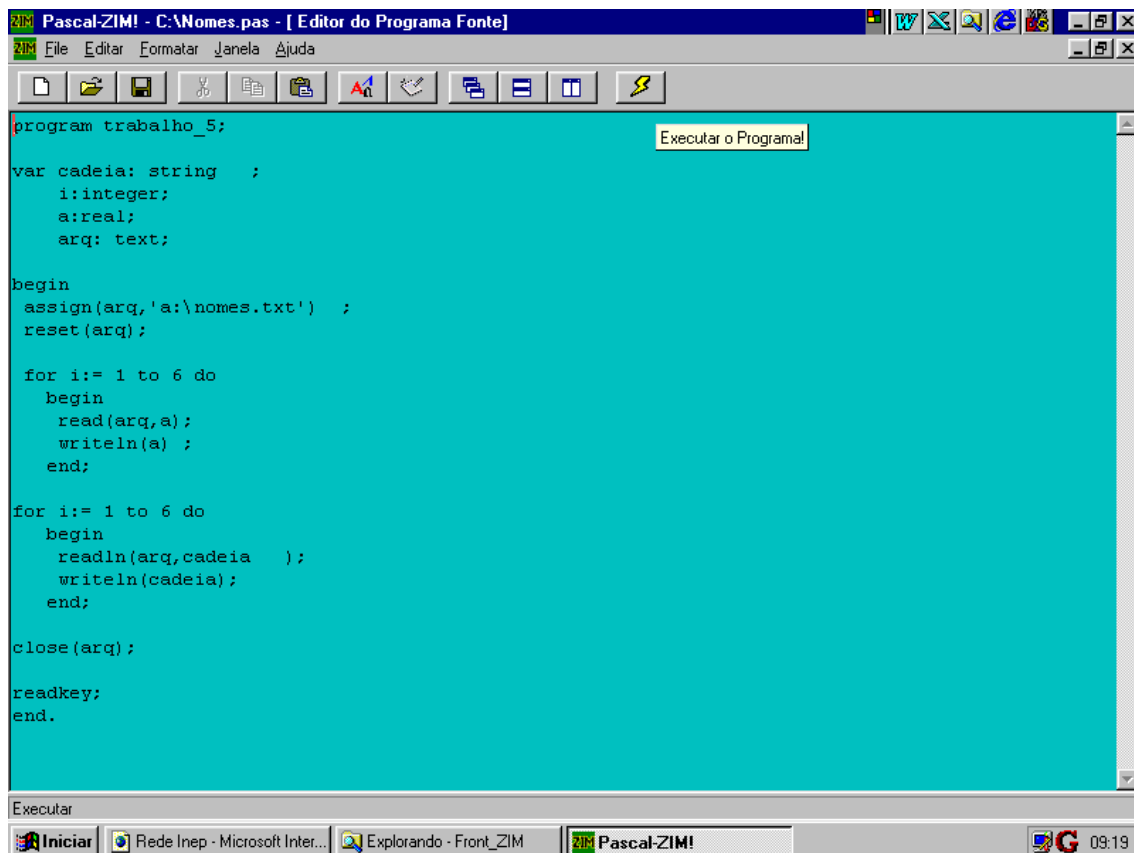 Pascal-ZIM! - C:\Nomes.pas - [ Editor do Programa Fonte]
File Editar Formatar Janela Ajuda
Executar o Programa!
program trabalho_5;
var cadeia: string   ;
    i:integer;
    a:real;
    arq: text;
begin
 assign(arq,'a:\nomes.txt')  ;
 reset(arq);
 for i:= 1 to 6 do
   begin
    read(arq,a);
    writeln(a) ;
   end;
for i:= 1 to 6 do
   begin
    readln(arq,cadeia   );
    writeln(cadeia);
   end;
close(arq);
readkey;
end.
Executar
Iniciar Rede Inep - Microsoft Inter... Explorando - Front_ZIM ZIM Pascal-ZIM! 09:19